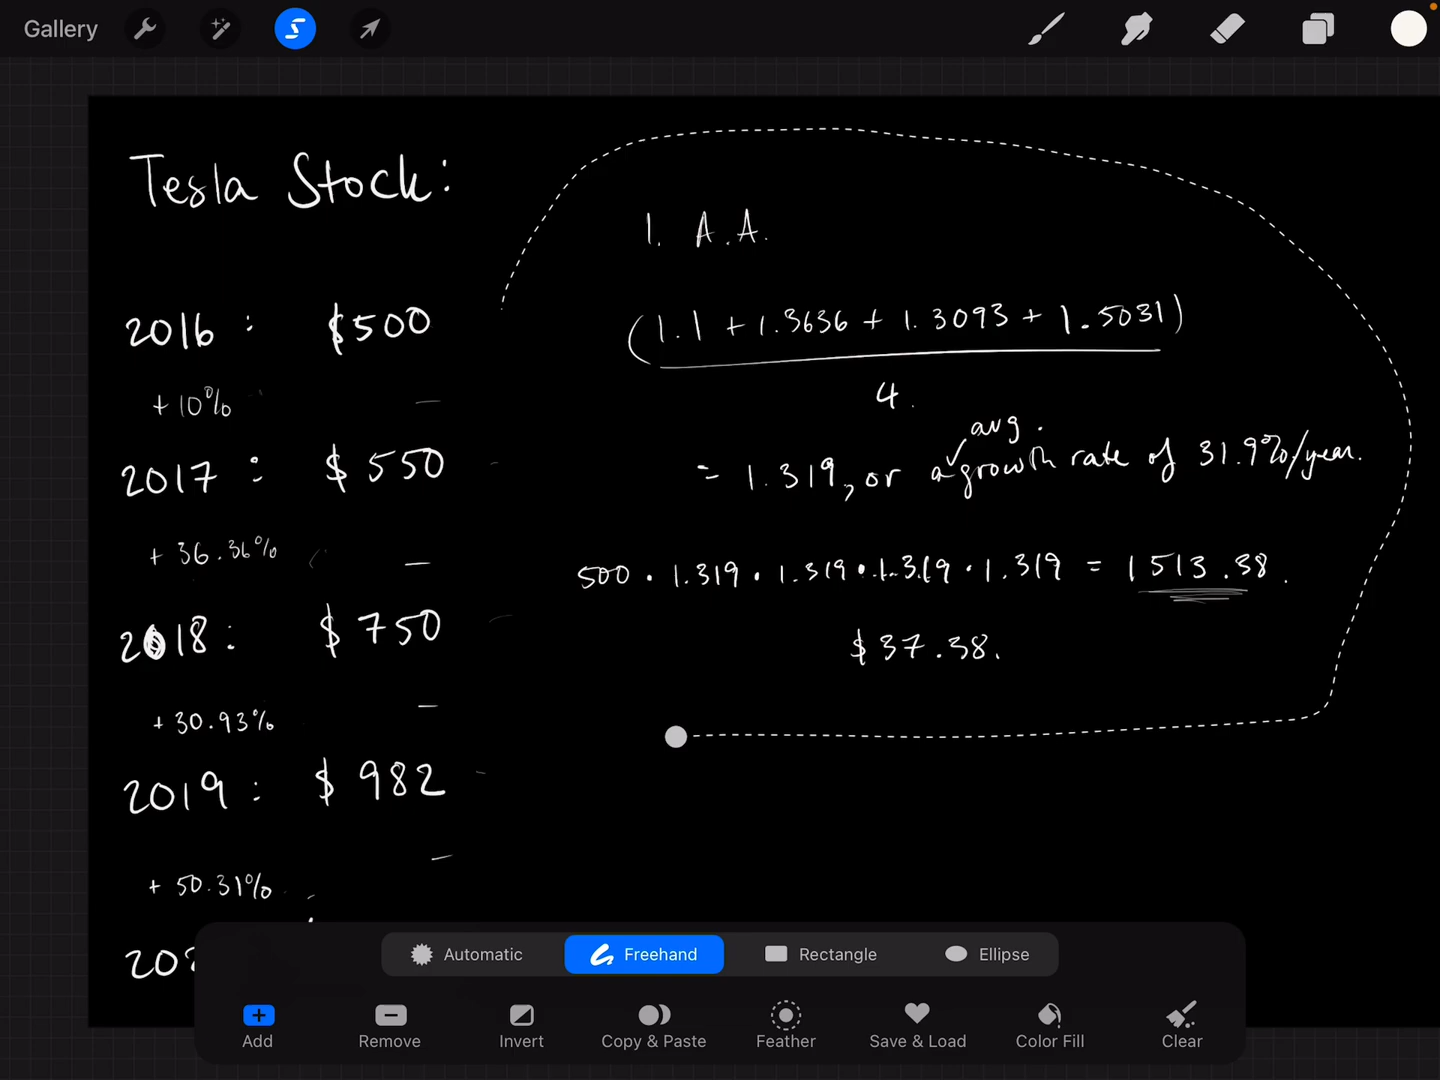 Gallery
Tesla Stock:
2016 : $500
+10% –
2017 : $550
+ 36.36% –
2018 : $750
+ 30.93% –
2019 : $982
+ 50.31% –
1. A.A.
(1.1 + 1.3636 + 1.3093 + 1.5031)
4.
avg.
= 1.319, or a growth rate of 31.9%/year.
500 · 1.319 · 1.319 · 1.319 · 1.319 = 1513.38.
$37.38.
Automatic Freehand Rectangle Ellipse
Add Remove Invert Copy & Paste Feather Save & Load Color Fill Clear